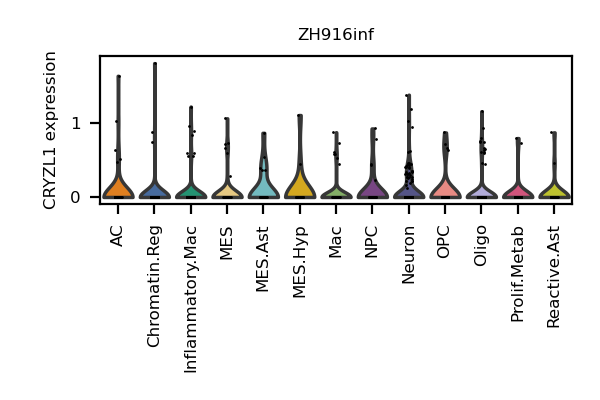 ZH916inf
CRYZL1 expression
1
0
AC
Chromatin.Reg
Inflammatory.Mac
MES
MES.Ast
MES.Hyp
Mac
NPC
Neuron
OPC
Oligo
Prolif.Metab
Reactive.Ast